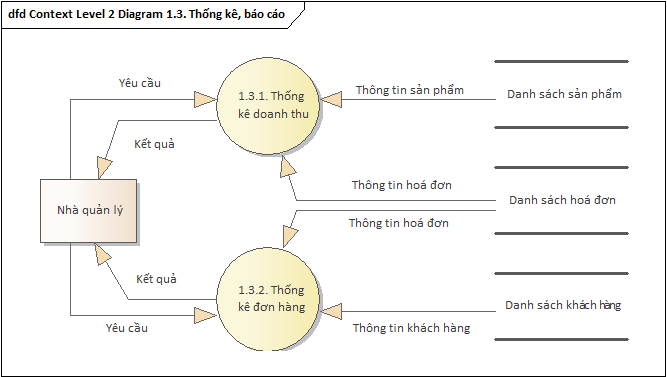 dfd Context Level 2 Diagram 1.3. Thống kê, báo cáo
Yêu cầu
1.3.1. Thống
kê doanh thu
Thông tin sản phẩm
Danh sách sản phẩm
Kết quả
Thông tin hoá đơn
Nhà quản lý
Danh sách hoá đơn
Thông tin hoá đơn
Kết quả
1.3.2. Thống
kê đơn hàng
Danh sách khách hàng
Yêu cầu
Thông tin khách hàng